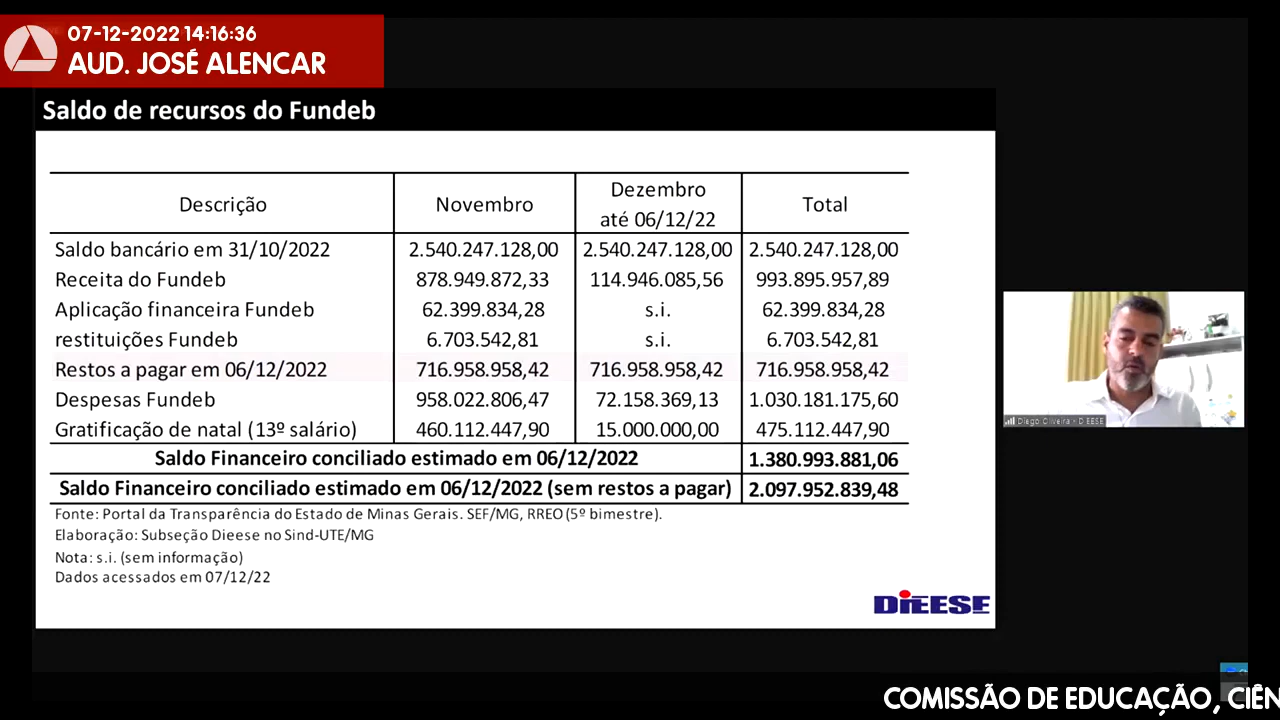 07-12-2022 14:16:36
AUD. JOSÉ ALENCAR
Saldo de recursos do Fundeb
Descrição Novembro Dezembro até 06/12/22 Total
Saldo bancário em 31/10/2022 2.540.247.128,00 2.540.247.128,00 2.540.247.128,00
Receita do Fundeb 878.949.872,33 114.946.085,56 993.895.957,89
Aplicação financeira Fundeb 62.399.834,28 s.i. 62.399.834,28
restituições Fundeb 6.703.542,81 s.i. 6.703.542,81
Restos a pagar em 06/12/2022 716.958.958,42 716.958.958,42 716.958.958,42
Despesas Fundeb 958.022.806,47 72.158.369,13 1.030.181.175,60
Gratificação de natal (13º salário) 460.112.447,90 15.000.000,00 475.112.447,90
Saldo Financeiro conciliado estimado em 06/12/2022 1.380.993.881,06
Saldo Financeiro conciliado estimado em 06/12/2022 (sem restos a pagar) 2.097.952.839,48
Fonte: Portal da Transparência do Estado de Minas Gerais. SEF/MG, RREO (5º bimestre).
Elaboração: Subseção Dieese no Sind-UTE/MG
Nota: s.i. (sem informação)
Dados acessados em 07/12/22
DIEESE
Diego Oliveira - DIEESE
COMISSÃO DE EDUCAÇÃO, CIÊN